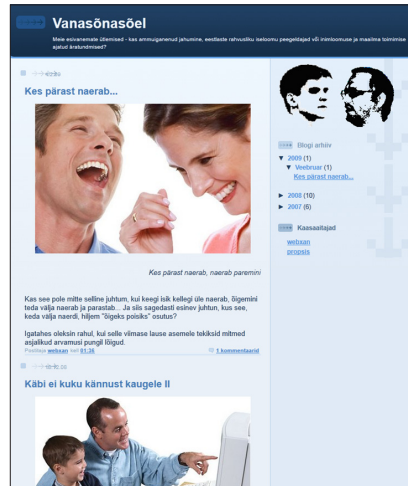 Vanasõnasõel
Meie esivanemate ütlemised - kas ammuiganenud jahumine, eestlaste rahvusliku iseloomu peegeldajad või inimloomuse ja maailma toimimise
ajatud äratundmised?
Kes pärast naerab...
Kes pärast naerab, naerab paremini
Kas see pole mitte selline juhtum, kui keegi isik kellegi üle naerab, õigemini
teda välja naerab ja parastab... Ja siis sagedasti esinev juhtun, kus see,
keda välja naerdi, hiljem "õigeks poisiks" osutus?
Igatahes oleksin rahul, kui selle viimase lause asemele tekiksid mitmed
asjalikud arvamusi pungil lõigud.
Postitaja webxan kell 01:36
1 kommentaarid
Käbi ei kuku kännust kaugele II
Blogi arhiiv
▼ 2009 (1)
▼ Veebruar (1)
Kes pärast naerab...
► 2008 (10)
► 2007 (6)
Kaasautajad
webxan
propsis